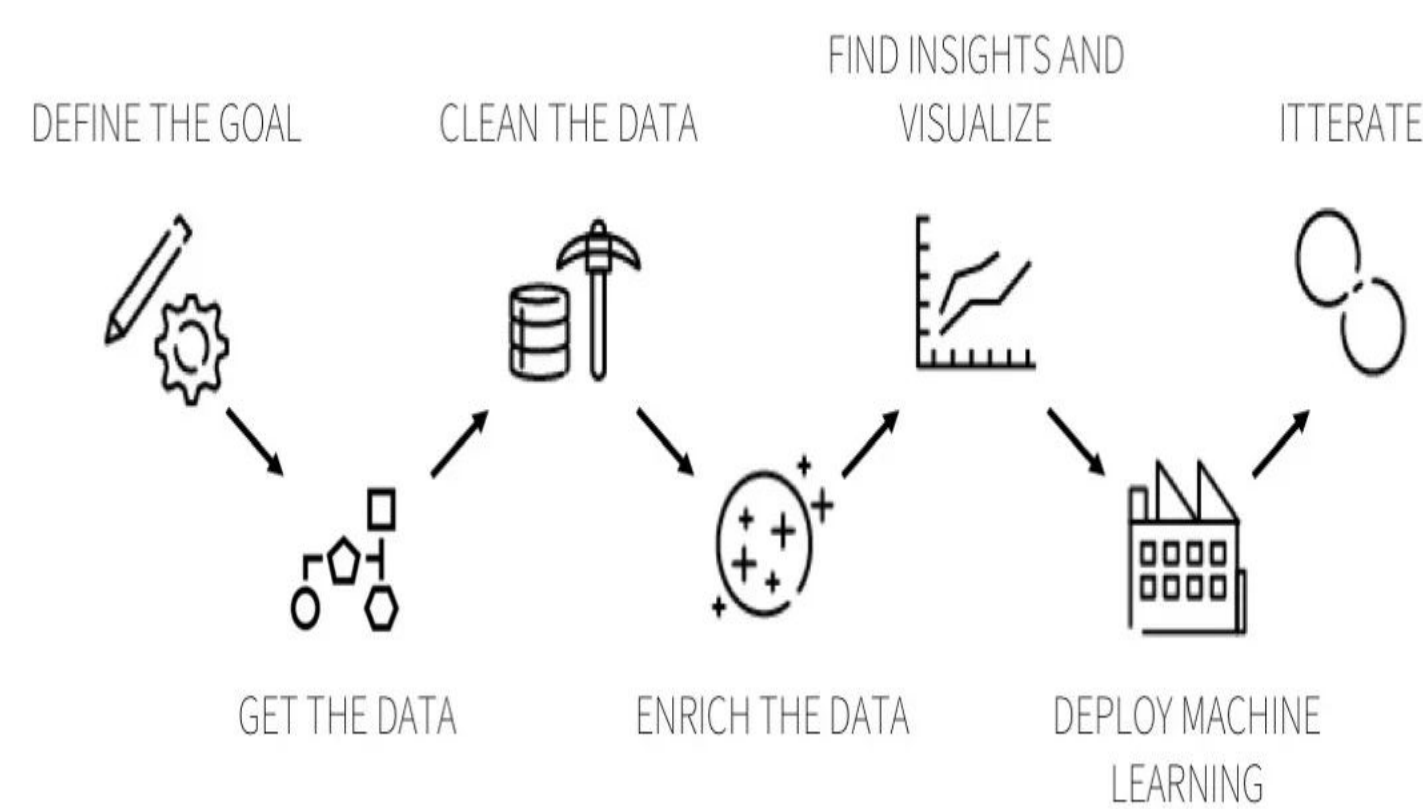 DEFINE THE GOAL
GET THE DATA
CLEAN THE DATA
ENRICH THE DATA
FIND INSIGHTS AND
VISUALIZE
DEPLOY MACHINE
LEARNING
ITTERATE